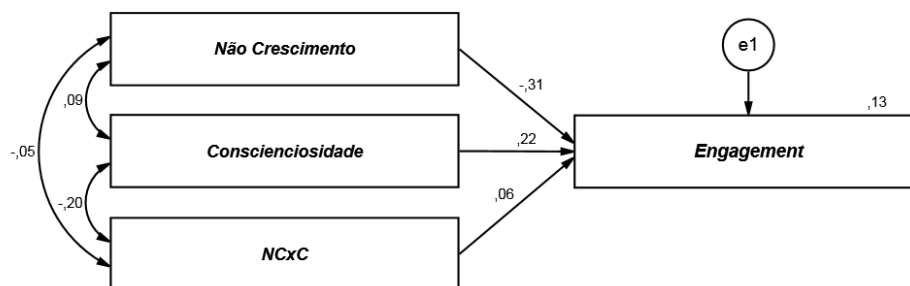 Não Crescimento
e1
,09
-,31
,13
Conscienciosidade
,22
Engagement
-,05
-,20
,06
NCxC